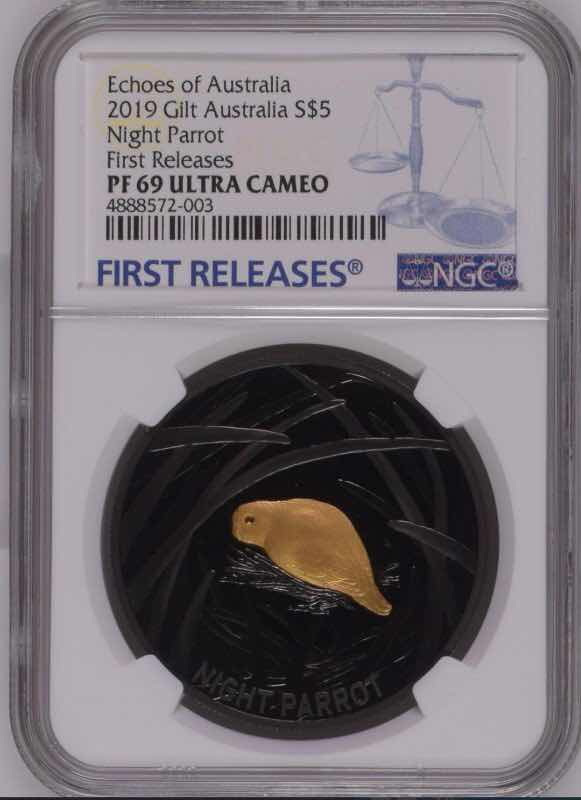 Echoes of Australia
2019 Gilt Australia S$5
Night Parrot
First Releases
PF 69 ULTRA CAMEO
4888572-003
FIRST RELEASES®
NGC®
NIGHT PARROT